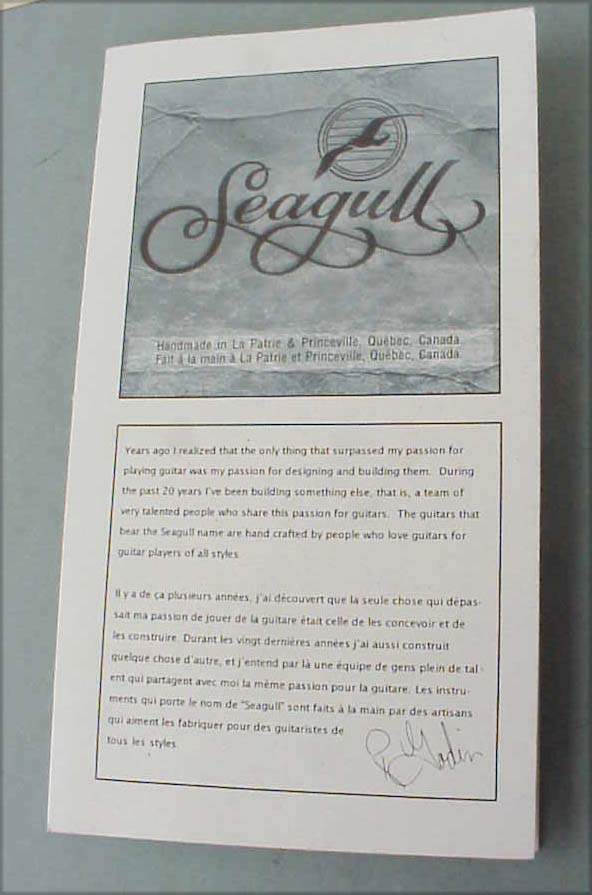 Seagull
Handmade in La Patrie & Princeville, Québec, Canada
Fait à la main à La Patrie et Princeville, Québec, Canada
Years ago I realized that the only thing that surpassed my passion for
playing guitar was my passion for designing and building them. During
the past 20 years I've been building something else, that is, a team of
very talented people who share this passion for guitars. The guitars that
bear the Seagull name are hand crafted by people who love guitars for
guitar players of all styles.
Il y a de ça plusieurs années, j'ai découvert que la seule chose qui dépas-
sait ma passion de jouer de la guitare était celle de les concevoir et de
les construire. Durant les vingt dernières années j'ai aussi construit
quelque chose d'autre, et j'entend par là une équipe de gens plein de tal-
ent qui partagent avec moi la même passion pour la guitare. Les instru-
ments qui porte le nom de "Seagull" sont faits à la main par des artisans
qui aiment les fabriquer pour des guitaristes de
tous les styles.
R Godin